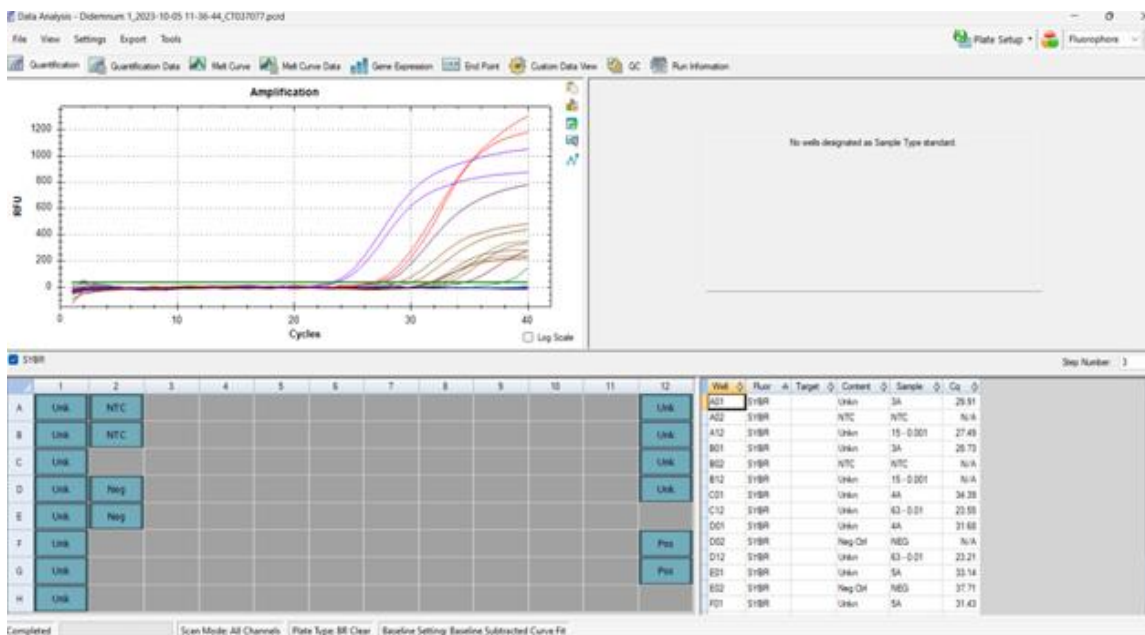 Data Analysis - Didemnum 1_2023-10-05 11-36-44_CT037077.pcrd
File View Settings Export Tools
Plate Setup Fluorophore
Quantification Quantification Data Melt Curve Melt Curve Data Gene Expression End Point Custom Data View QC Run Information
Amplification
RFU
1200
1000
800
600
400
200
0
0 10 20 30 40
Cycles
Log Scale
No wells designated as Sample Type standard.
SYBR
Step Number: 3
1 2 3 4 5 6 7 8 9 10 11 12
A Unk NTC Unk
B Unk NTC Unk
C Unk Unk
D Unk Neg Unk
E Unk Neg
F Unk Pos
G Unk Pos
H Unk
Well Fluor Target Content Sample Cq
A01 SYBR Unkn 3A 29.91
A02 SYBR NTC NTC N/A
A12 SYBR Unkn 15 - 0.001 27.49
B01 SYBR Unkn 3A 28.73
B02 SYBR NTC NTC N/A
B12 SYBR Unkn 15 - 0.001 N/A
C01 SYBR Unkn 4A 34.39
C12 SYBR Unkn 63 - 0.01 23.55
D01 SYBR Unkn 4A 31.68
D02 SYBR Neg Ctrl NEG N/A
D12 SYBR Unkn 63 - 0.01 23.21
E01 SYBR Unkn 5A 33.14
E02 SYBR Neg Ctrl NEG 37.71
F01 SYBR Unkn 5A 31.43
Completed Scan Mode: All Channels Plate Type: BR Clear Baseline Setting: Baseline Subtracted Curve Fit